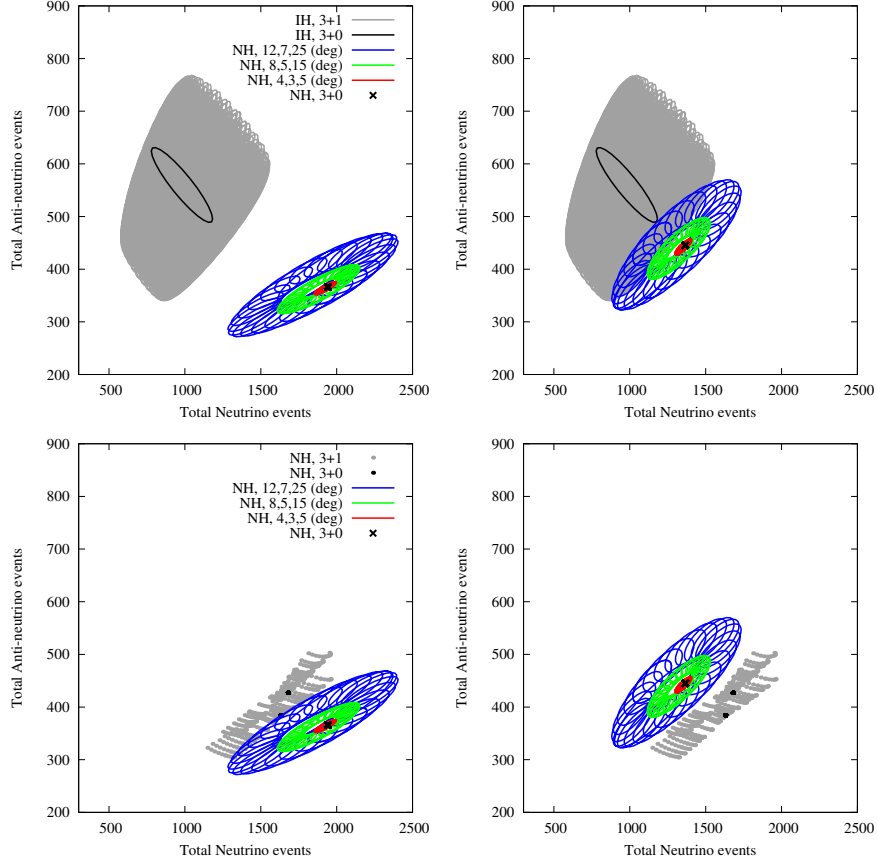 900
800
700
600
500
400
300
200
500
1000
1500
2000
2500
Total Anti-neutrino events
Total Neutrino events
IH, 3+1
IH, 3+0
NH, 12,7,25 (deg)
NH, 8,5,15 (deg)
NH, 4,3,5 (deg)
NH, 3+0
900
800
700
600
500
400
300
200
500
1000
1500
2000
2500
Total Anti-neutrino events
Total Neutrino events
900
800
700
600
500
400
300
200
500
1000
1500
2000
2500
Total Anti-neutrino events
Total Neutrino events
NH, 3+1
NH, 3+0
NH, 12,7,25 (deg)
NH, 8,5,15 (deg)
NH, 4,3,5 (deg)
NH, 3+0
900
800
700
600
500
400
300
200
500
1000
1500
2000
2500
Total Anti-neutrino events
Total Neutrino events